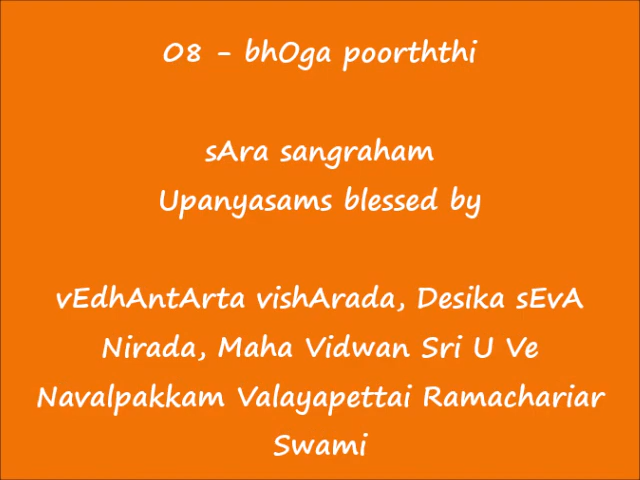 08 - bhOga poorththi
sAra sangraham
Upanyasams blessed by
vEdhAntArta vishArada, Desika sEvA
Nirada, Maha Vidwan Sri U Ve
Navalpakkam Valayapettai Ramachariar
Swami